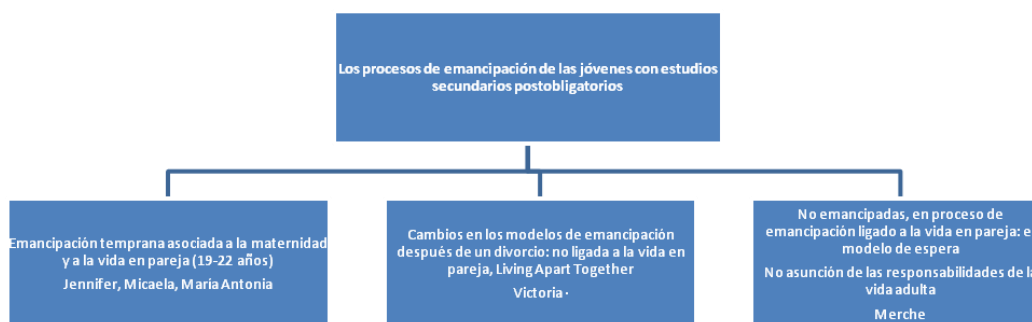 Los procesos de emancipación de las jóvenes con estudios
secundarios postobligatorios
Emancipación temprana asociada a la maternidad
y a la vida en pareja (19-22 años)
Jennifer, Micaela, Maria Antonia
Cambios en los modelos de emancipación
después de un divorcio: no ligada a la vida en
pareja, Living Apart Together
Victoria ·
No emancipadas, en proceso de
emancipación ligado a la vida en pareja: e
modelo de espera
No asunción de las responsabilidades de la
vida adulta
Merche